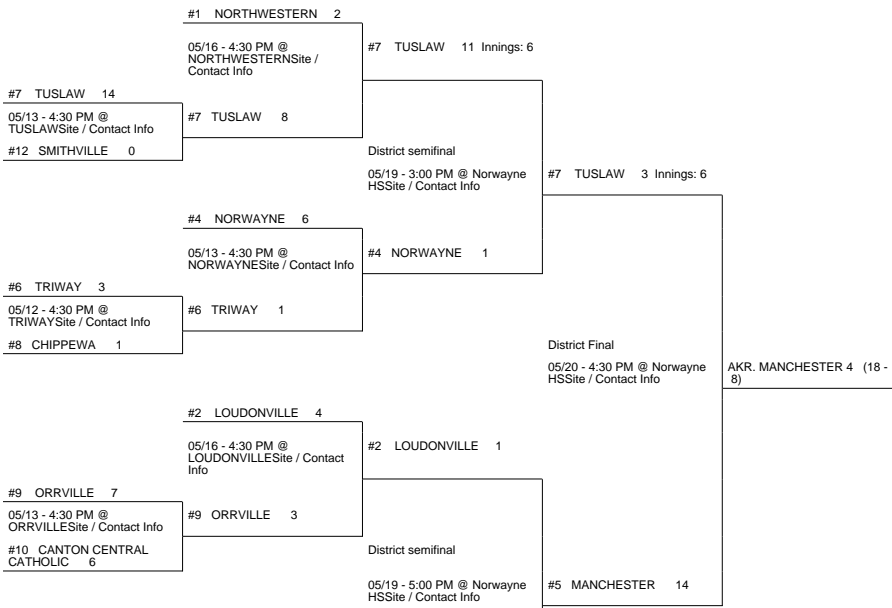 #1 NORTHWESTERN 2
05/16 - 4:30 PM @
NORTHWESTERNSite /
Contact Info
#7 TUSLAW 11 Innings: 6
#7 TUSLAW 14
05/13 - 4:30 PM @
TUSLAWSite / Contact Info
#7 TUSLAW 8
#12 SMITHVILLE 0
District semifinal
05/19 - 3:00 PM @ Norwayne
HSSite / Contact Info
#7 TUSLAW 3 Innings: 6
#4 NORWAYNE 6
05/13 - 4:30 PM @
NORWAYNESite / Contact Info
#4 NORWAYNE 1
#6 TRIWAY 3
05/12 - 4:30 PM @
TRIWAYSite / Contact Info
#6 TRIWAY 1
#8 CHIPPEWA 1
District Final
05/20 - 4:30 PM @ Norwayne
HSSite / Contact Info
AKR. MANCHESTER 4 (18 -
8)
#2 LOUDONVILLE 4
05/16 - 4:30 PM @
LOUDONVILLESite / Contact
Info
#2 LOUDONVILLE 1
#9 ORRVILLE 7
05/13 - 4:30 PM @
ORRVILLESite / Contact Info
#9 ORRVILLE 3
#10 CANTON CENTRAL
CATHOLIC 6
District semifinal
05/19 - 5:00 PM @ Norwayne
HSSite / Contact Info
#5 MANCHESTER 14